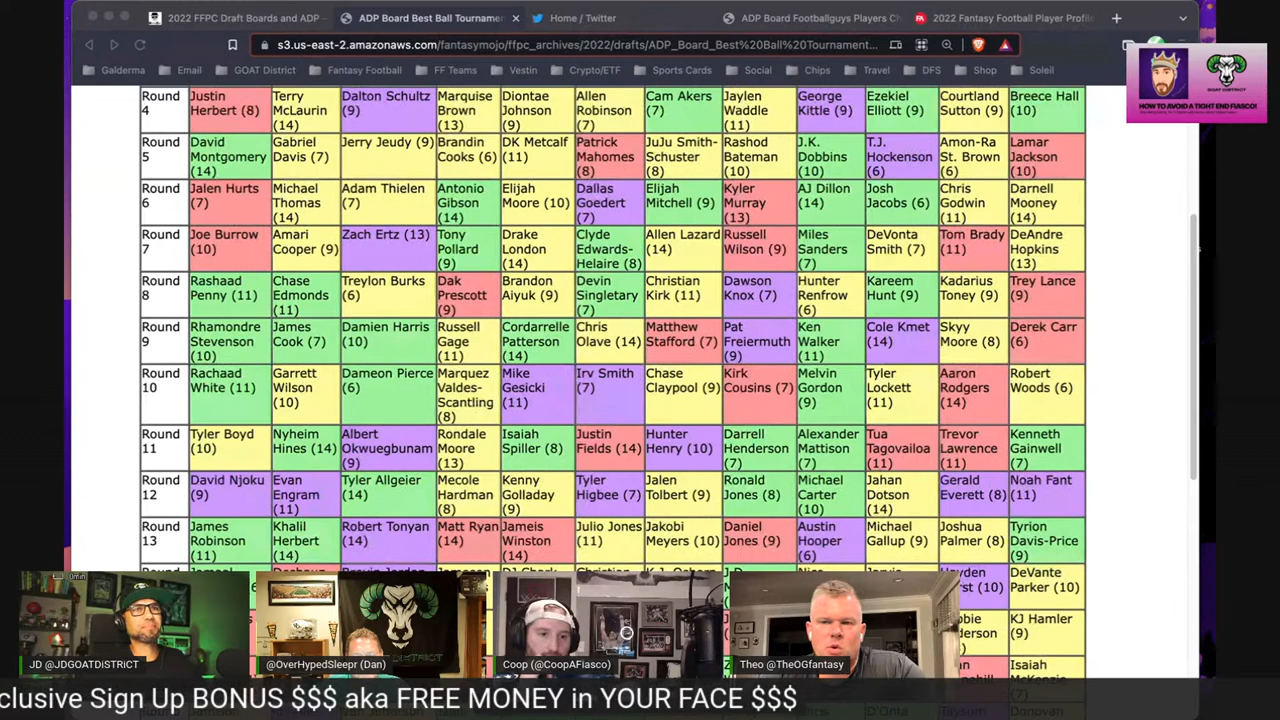 2022 FFPC Draft Boards and ADP
ADP Board Best Ball Tourname
Home / Twitter
ADP Board Footballguys Players Ch
2022 Fantasy Football Player Profile
s3.us-east-2.amazonaws.com/fantasymojo/ffpc_archives/2022/drafts/ADP_Board_Best%20Ball%20Tournament...
Galderma Email GOAT District Fantasy Football FF Teams Vestin Crypto/ETF Sports Cards Social Chips Travel DFS Shop Soleil
HOW TO AVOID A TIGHT END FIASCO!
Round 4 Justin Herbert (8) Terry McLaurin (14) Dalton Schultz (9) Marquise Brown (13) Diontae Johnson (9) Allen Robinson (7) Cam Akers (7) Jaylen Waddle (11) George Kittle (9) Ezekiel Elliott (9) Courtland Sutton (9) Breece Hall (10)
Round 5 David Montgomery (14) Gabriel Davis (7) Jerry Jeudy (9) Brandin Cooks (6) DK Metcalf (11) Patrick Mahomes (8) JuJu Smith-Schuster (8) Rashod Bateman (10) J.K. Dobbins (10) T.J. Hockenson (6) Amon-Ra St. Brown (6) Lamar Jackson (10)
Round 6 Jalen Hurts (7) Michael Thomas (14) Adam Thielen (7) Antonio Gibson (14) Elijah Moore (10) Dallas Goedert (7) Elijah Mitchell (9) Kyler Murray (13) AJ Dillon (14) Josh Jacobs (6) Chris Godwin (11) Darnell Mooney (14)
Round 7 Joe Burrow (10) Amari Cooper (9) Zach Ertz (13) Tony Pollard (9) Drake London (14) Clyde Edwards-Helaire (8) Allen Lazard (14) Russell Wilson (9) Miles Sanders (7) DeVonta Smith (7) Tom Brady (11) DeAndre Hopkins (13)
Round 8 Rashaad Penny (11) Chase Edmonds (11) Treylon Burks (6) Dak Prescott (9) Brandon Aiyuk (9) Devin Singletary (7) Christian Kirk (11) Dawson Knox (7) Hunter Renfrow (6) Kareem Hunt (9) Kadarius Toney (9) Trey Lance (9)
Round 9 Rhamondre Stevenson (10) James Cook (7) Damien Harris (10) Russell Gage (11) Cordarrelle Patterson (14) Chris Olave (14) Matthew Stafford (7) Pat Freiermuth (9) Ken Walker (11) Cole Kmet (14) Skyy Moore (8) Derek Carr (6)
Round 10 Rachaad White (11) Garrett Wilson (10) Dameon Pierce (6) Marquez Valdes-Scantling (8) Mike Gesicki (11) Irv Smith (7) Chase Claypool (9) Kirk Cousins (7) Melvin Gordon (9) Tyler Lockett (11) Aaron Rodgers (14) Robert Woods (6)
Round 11 Tyler Boyd (10) Nyheim Hines (14) Albert Okwuegbunam (9) Rondale Moore (13) Isaiah Spiller (8) Justin Fields (14) Hunter Henry (10) Darrell Henderson (7) Alexander Mattison (7) Tua Tagovailoa (11) Trevor Lawrence (11) Kenneth Gainwell (7)
Round 12 David Njoku (9) Evan Engram (11) Tyler Allgeier (14) Mecole Hardman (8) Kenny Golladay (9) Tyler Higbee (7) Jalen Tolbert (9) Ronald Jones (8) Michael Carter (10) Jahan Dotson (14) Gerald Everett (8) Noah Fant (11)
Round 13 James Robinson (11) Khalil Herbert (14) Robert Tonyan (14) Matt Ryan (14) Jameis Winston (14) Julio Jones (11) Jakobi Meyers (10) Daniel Jones (9) Austin Hooper (6) Michael Gallup (9) Joshua Palmer (8) Tyrion Davis-Price (9)
DeVante Parker (10)
KJ Hamler (9)
Isaiah
JD @JDGOATDISTRICT
@OverHypedSleepr (Dan)
Coop (@CoopAFiasco)
Theo @TheOGfantasy
clusive Sign Up BONUS $$$ aka FREE MONEY in YOUR FACE $$$